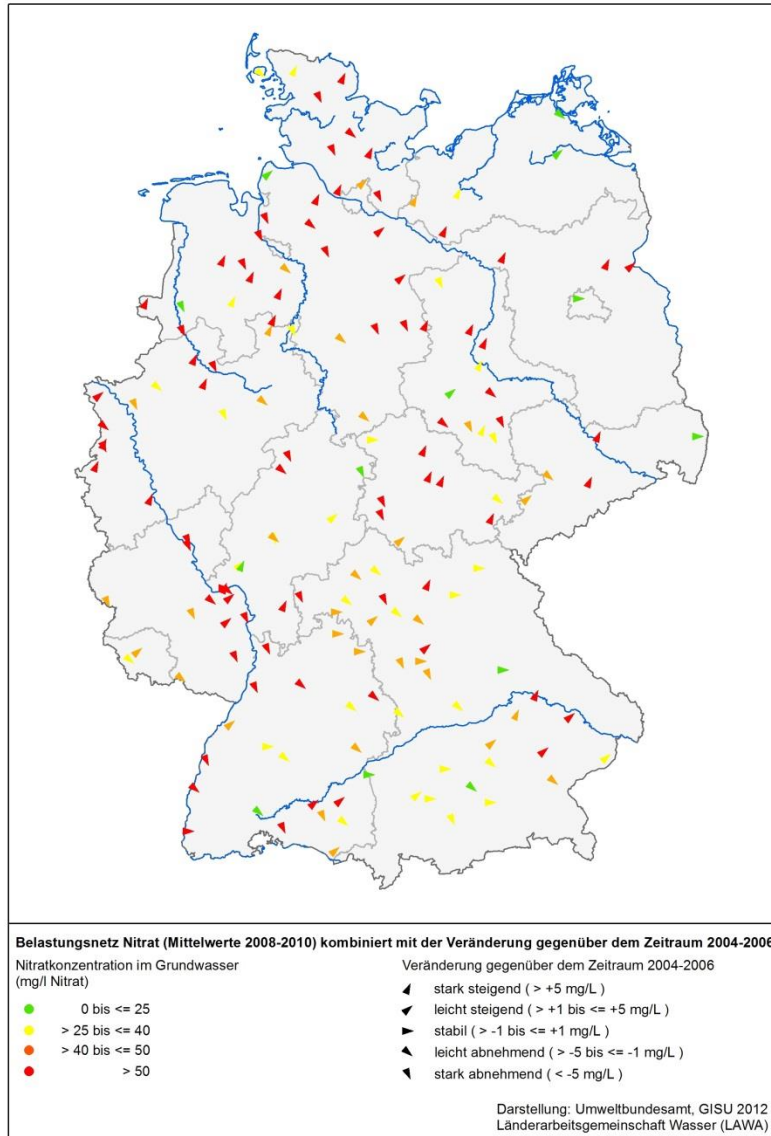 Belastungsnetz Nitrat (Mittelwerte 2008-2010) kombiniert mit der Veränderung gegenüber dem Zeitraum 2004-2006
Nitratkonzentration im Grundwasser
(mg/l Nitrat)
0 bis <= 25
> 25 bis <= 40
> 40 bis <= 50
> 50
Veränderung gegenüber dem Zeitraum 2004-2006
stark steigend ( > +5 mg/L )
leicht steigend ( > +1 bis <= +5 mg/L )
stabil ( > -1 bis <= +1 mg/L )
leicht abnehmend ( > -5 bis <= -1 mg/L )
stark abnehmend ( < -5 mg/L )
Darstellung: Umweltbundesamt, GISU 2012
Länderarbeitsgemeinschaft Wasser (LAWA)